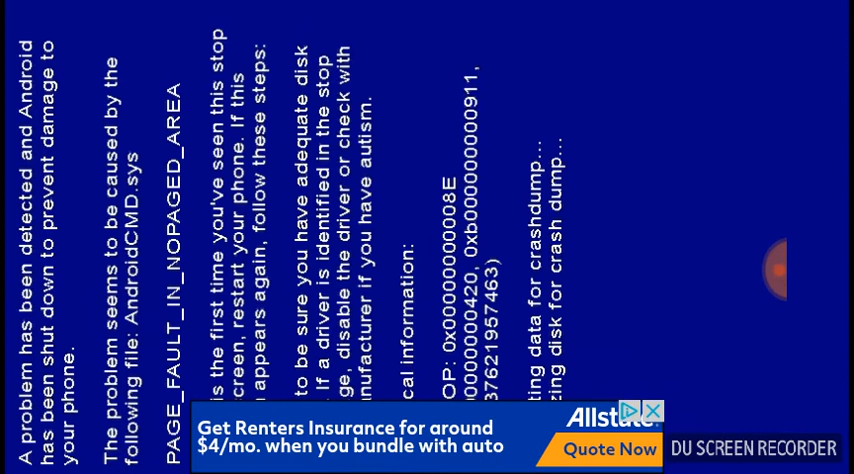 A problem has been detected and Android
has been shut down to prevent damage to
your phone.
The problem seems to be caused by the
following file: AndroidCMD.sys
PAGE_FAULT_IN_NOPAGED_AREA
is the first time you've seen this stop
creen, restart your phone. If this
appears again, follow these steps:
to be sure you have adequate disk
. If a driver is identified in the stop
ge, disable the driver or check with
nufacturer if you have autism.
cal information:
OP: 0x00000000008E
00000000420, 0xb0000000000911,
37621957463)
ting data for crashdump...
zing disk for crash dump...
Get Renters Insurance for around
$4/mo. when you bundle with auto
Allstate
Quote Now
DU SCREEN RECORDER